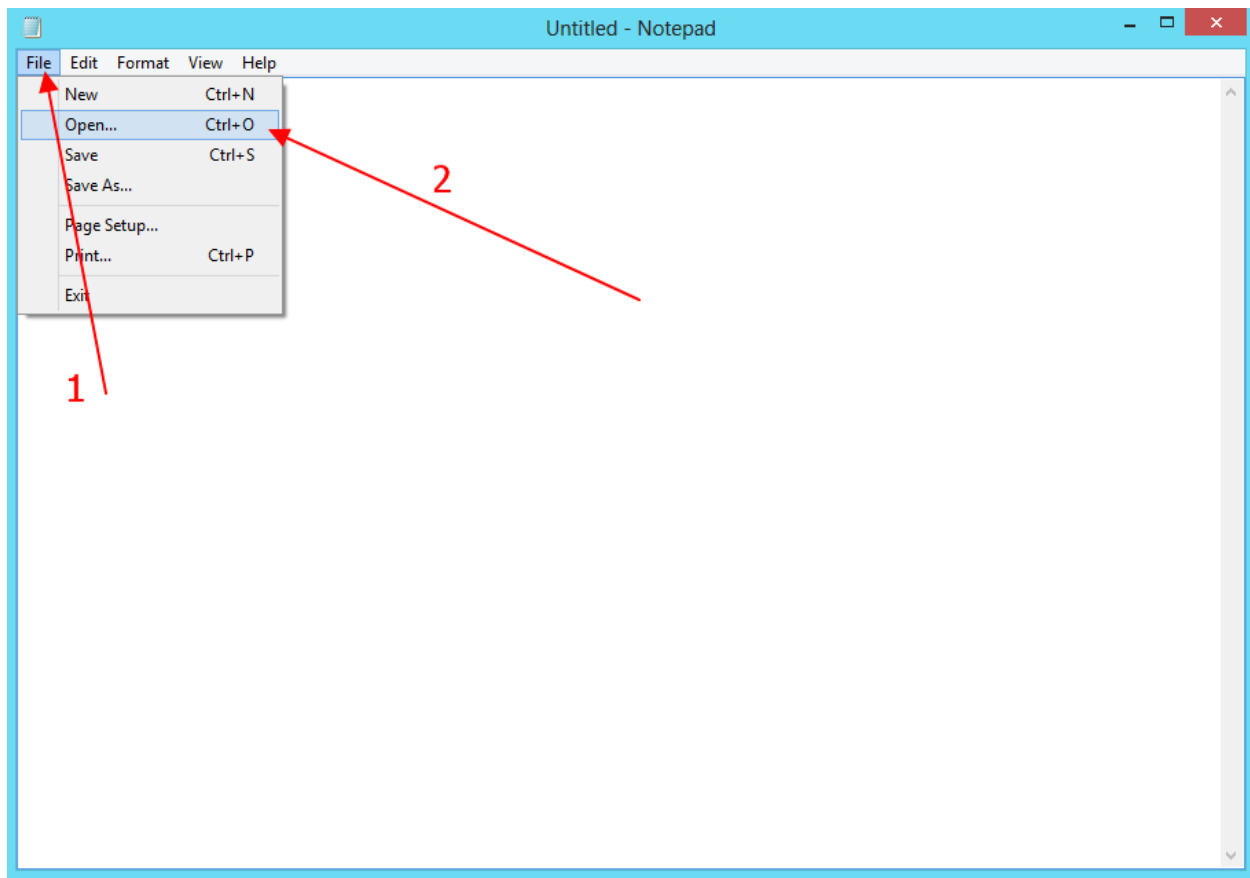 Untitled - Notepad
File Edit Format View Help
New Ctrl+N
Open... Ctrl+O
Save Ctrl+S
2
Save As...
Page Setup...
Print... Ctrl+P
Exit
1